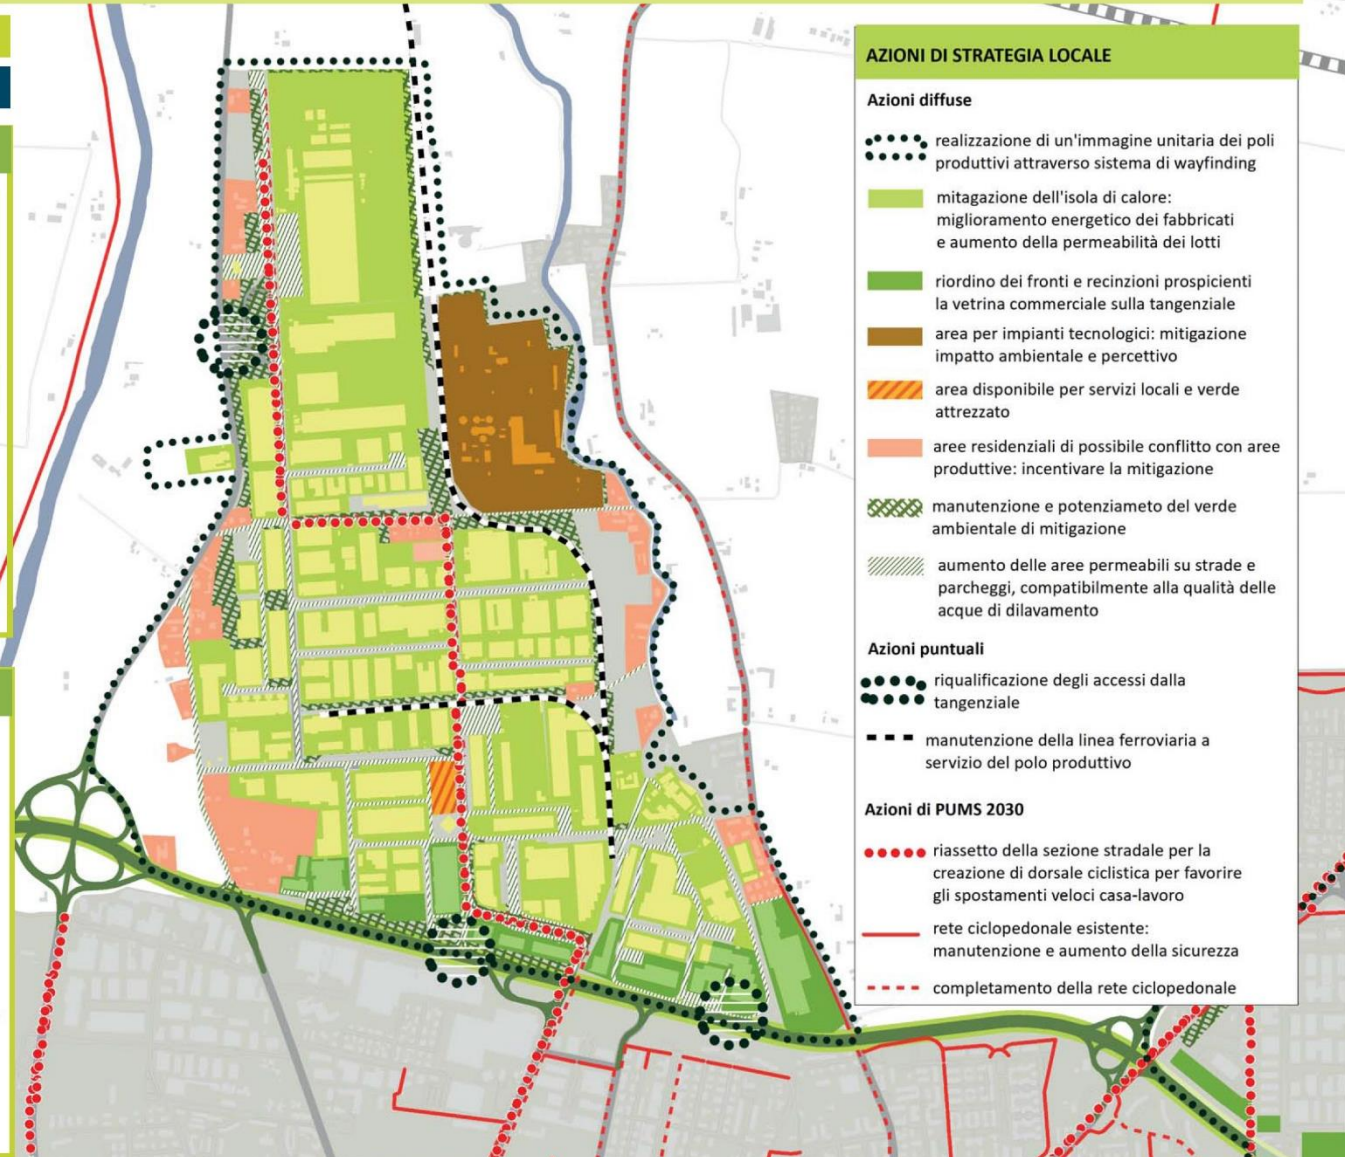 AZIONI DI STRATEGIA LOCALE
Azioni diffuse
realizzazione di un'immagine unitaria dei poli
produttivi attraverso sistema di wayfinding
mitagazione dell'isola di calore:
miglioramento energetico dei fabbricati
e aumento della permeabilità dei lotti
riordino dei fronti e recinzioni prospicienti
la vetrina commerciale sulla tangenziale
area per impianti tecnologici: mitigazione
impatto ambientale e percettivo
area disponibile per servizi locali e verde
attrezzato
aree residenziali di possibile conflitto con aree
produttive: incentivare la mitigazione
manutenzione e potenziameto del verde
ambientale di mitigazione
aumento delle aree permeabili su strade e
parcheggi, compatibilmente alla qualità delle
acque di dilavamento
Azioni puntuali
riqualificazione degli accessi dalla
tangenziale
manutenzione della linea ferroviaria a
servizio del polo produttivo
Azioni di PUMS 2030
riassetto della sezione stradale per la
creazione di dorsale ciclistica per favorire
gli spostamenti veloci casa-lavoro
rete ciclopedonale esistente:
manutenzione e aumento della sicurezza
completamento della rete ciclopedonale